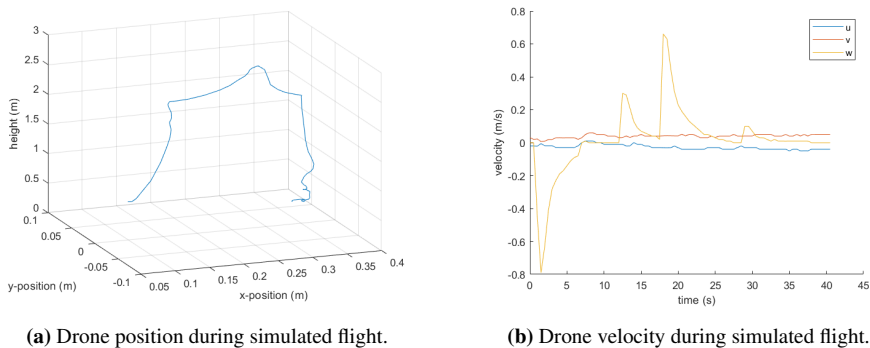 3
2.5
2
1.5
1
0.5
0
height (m)
0.1
0.05
0
-0.05
-0.1
y-position (m)
0.05
0.1
0.15
0.2
0.25
0.3
0.35
0.4
x-position (m)
(a) Drone position during simulated flight.
0.8
0.6
0.4
0.2
0
-0.2
-0.4
-0.6
-0.8
velocity (m/s)
u
v
w
0 5 10 15 20 25 30 35 40 45
time (s)
(b) Drone velocity during simulated flight.